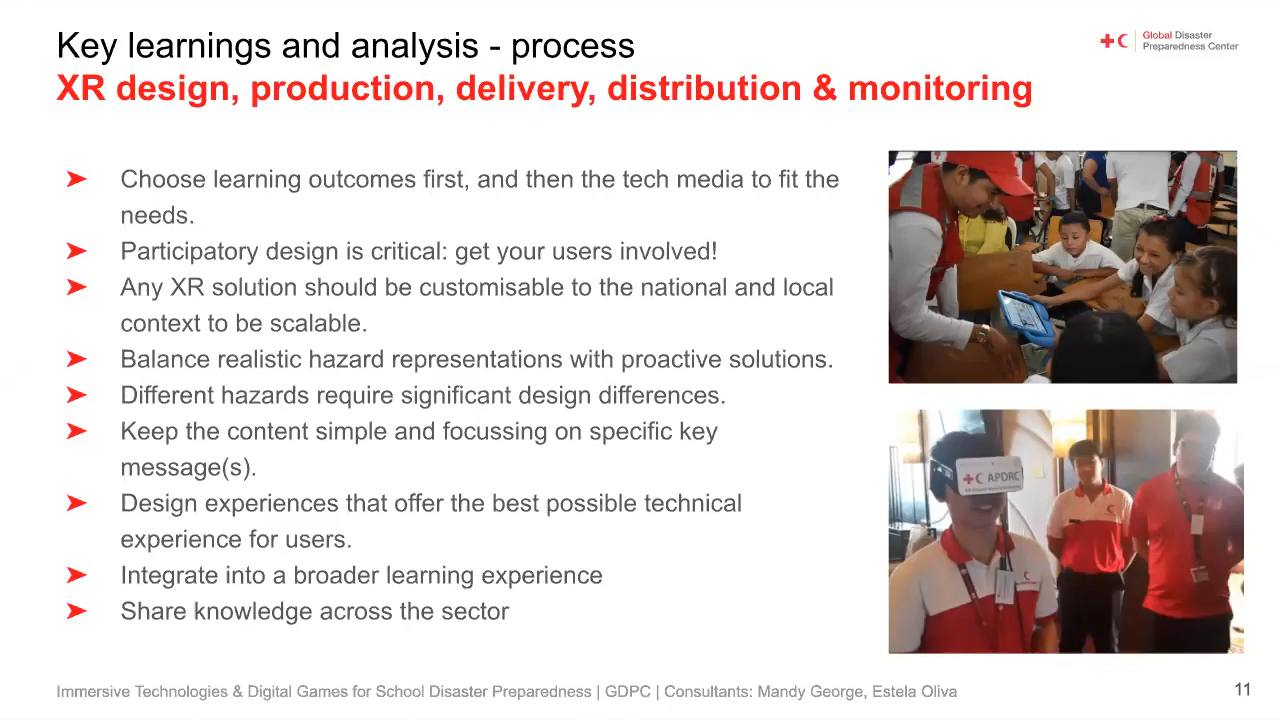 Key learnings and analysis - process
XR design, production, delivery, distribution & monitoring
Global Disaster
Preparedness Center
➤ Choose learning outcomes first, and then the tech media to fit the
needs.
➤ Participatory design is critical: get your users involved!
➤ Any XR solution should be customisable to the national and local
context to be scalable.
➤ Balance realistic hazard representations with proactive solutions.
➤ Different hazards require significant design differences.
➤ Keep the content simple and focussing on specific key
message(s).
➤ Design experiences that offer the best possible technical
experience for users.
➤ Integrate into a broader learning experience
➤ Share knowledge across the sector
APDRC
Immersive Technologies & Digital Games for School Disaster Preparedness | GDPC | Consultants: Mandy George, Estela Oliva
11